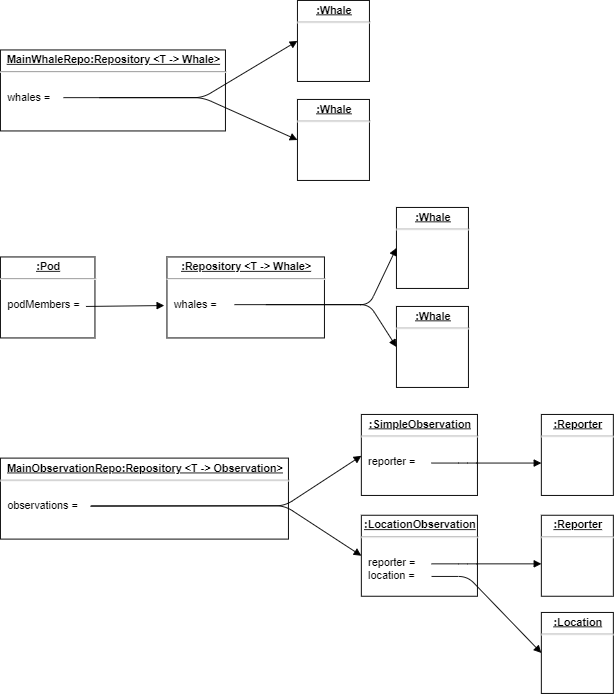 :Whale
MainWhaleRepo:Repository <T -> Whale>
whales =
:Whale
:Whale
:Pod
:Repository <T -> Whale>
podMembers =
whales =
:Whale
:SimpleObservation
:Reporter
MainObservationRepo:Repository <T -> Observation>
reporter =
observations =
:LocationObservation
:Reporter
reporter =
location =
:Location